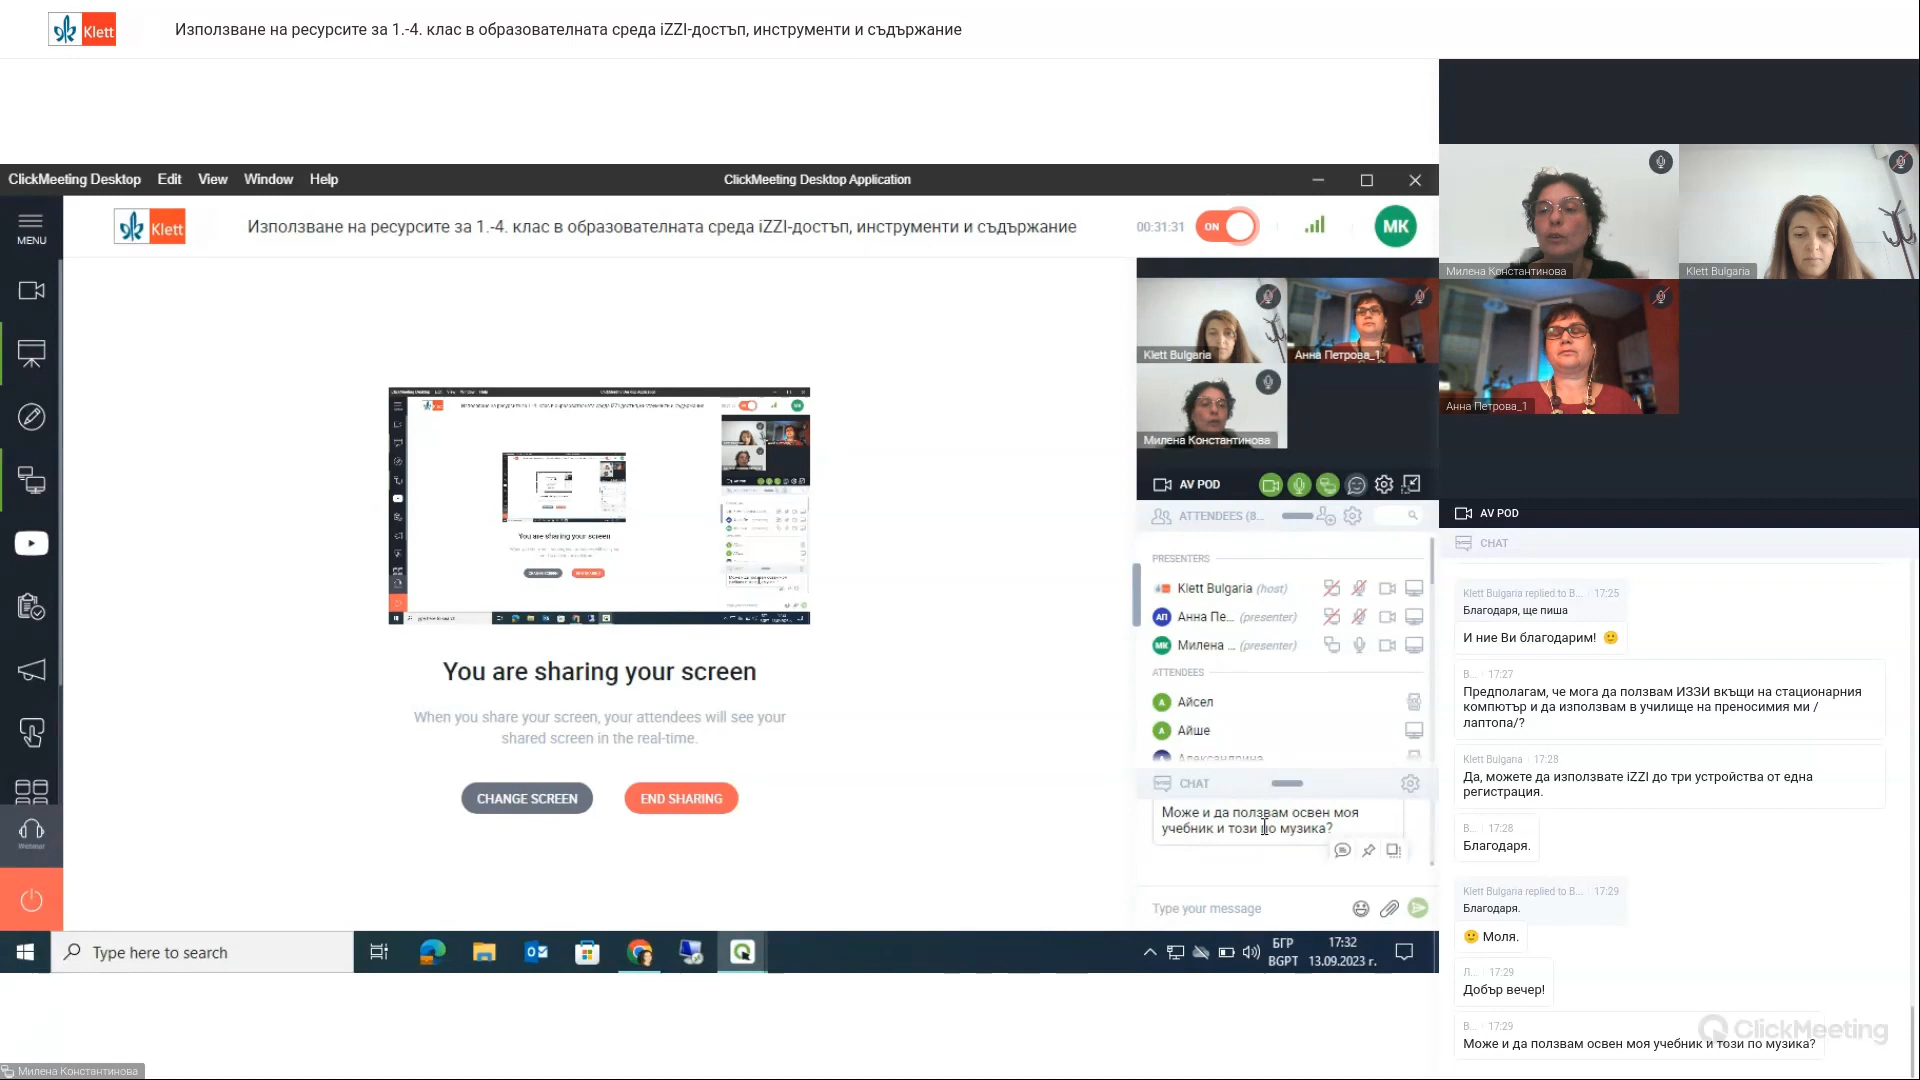 Klett
Използване на ресурсите за 1.-4. клас в образователната среда iZZI-достъп, инструменти и съдържание
ClickMeeting Desktop Edit View Window Help
ClickMeeting Desktop Application
MENU
Klett
Използване на ресурсите за 1.-4. клас в образователната среда iZZI-достъп, инструменти и съдържание
00:31:31
ON
MK
Klett Bulgaria
Анна Петрова_1
Милена Константинова
AV POD
ATTENDEES (8...
PRESENTERS
Klett Bulgaria (host)
АП Анна Пе... (presenter)
МК Милена ... (presenter)
ATTENDEES
А Айсел
А Айше
Александрина
CHAT
Може и да ползвам освен моя
учебник и този по музика?
Type your message
You are sharing your screen
When you share your screen, your attendees will see your
shared screen in the real-time.
CHANGE SCREEN
END SHARING
You are sharing your screen
Type here to search
БГР
BGPT
17:32
13.09.2023 г.
Милена Константинова
Милена Константинова
Klett Bulgaria
Анна Петрова_1
AV POD
CHAT
Klett Bulgaria replied to В... 17:25
Благодаря, ще пиша
И ние Ви благодарим!
В... 17:27
Предполагам, че мога да ползвам ИЗЗИ вкъщи на стационарния
компютър и да използвам в училище на преносимия ми /
лаптопа/?
Klett Bulgaria 17:28
Да, можете да използвате iZZI до три устройства от една
регистрация.
В... 17:28
Благодаря.
Klett Bulgaria replied to В... 17:29
Благодаря.
Моля.
Л... 17:29
Добър вечер!
В... 17:29
Може и да ползвам освен моя учебник и този по музика?
ClickMeeting